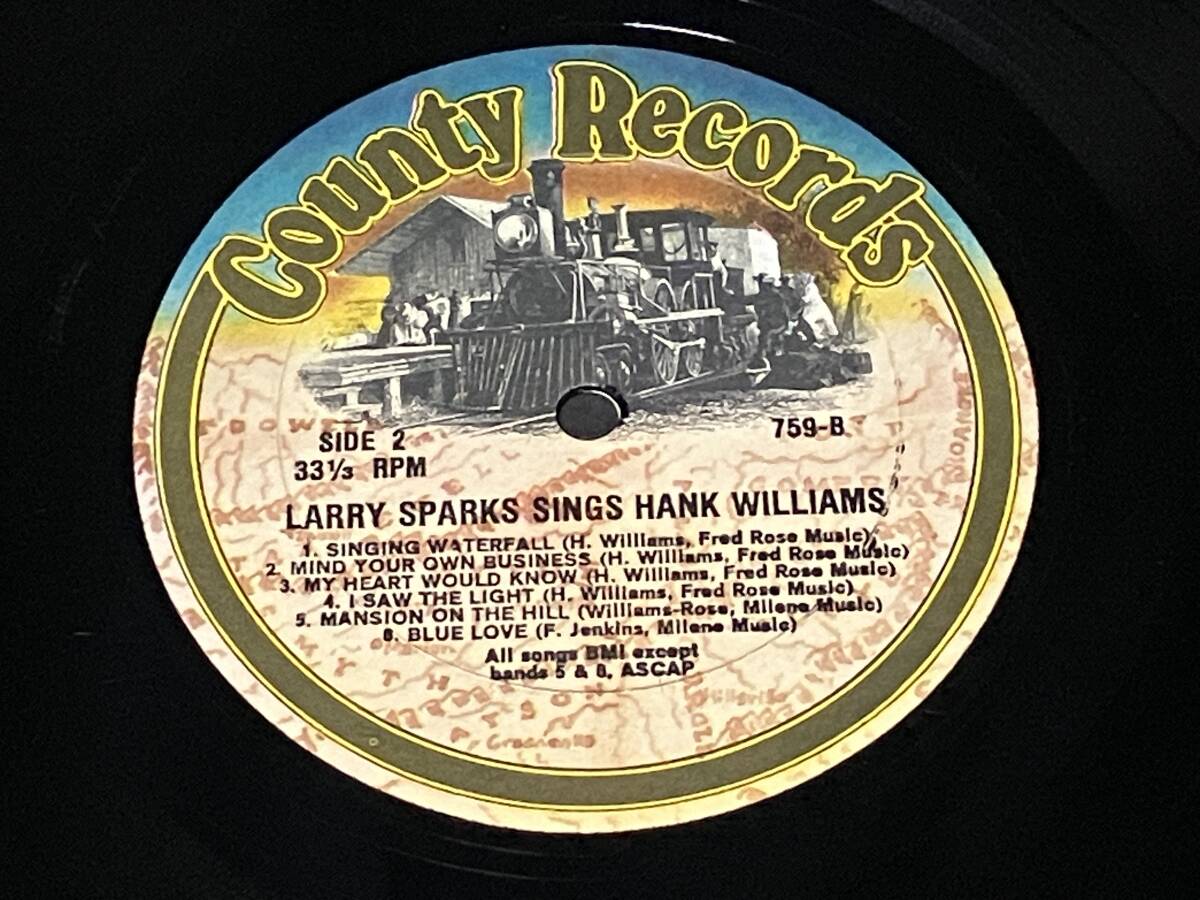 County Records
SIDE 2
759-B
33⅓ RPM
LARRY SPARKS SINGS HANK WILLIAMS
1. SINGING WATERFALL (H. Williams, Fred Rose Music)
2. MIND YOUR OWN BUSINESS (H. Williams, Fred Rose Music)
3. MY HEART WOULD KNOW (H. Williams, Fred Rose Music)
4. I SAW THE LIGHT (H. Williams, Fred Rose Music)
5. MANSION ON THE HILL (Williams-Rose, Milene Music)
6. BLUE LOVE (F. Jenkins, Milene Music)
All songs BMI except
bands 5 & 6, ASCAP